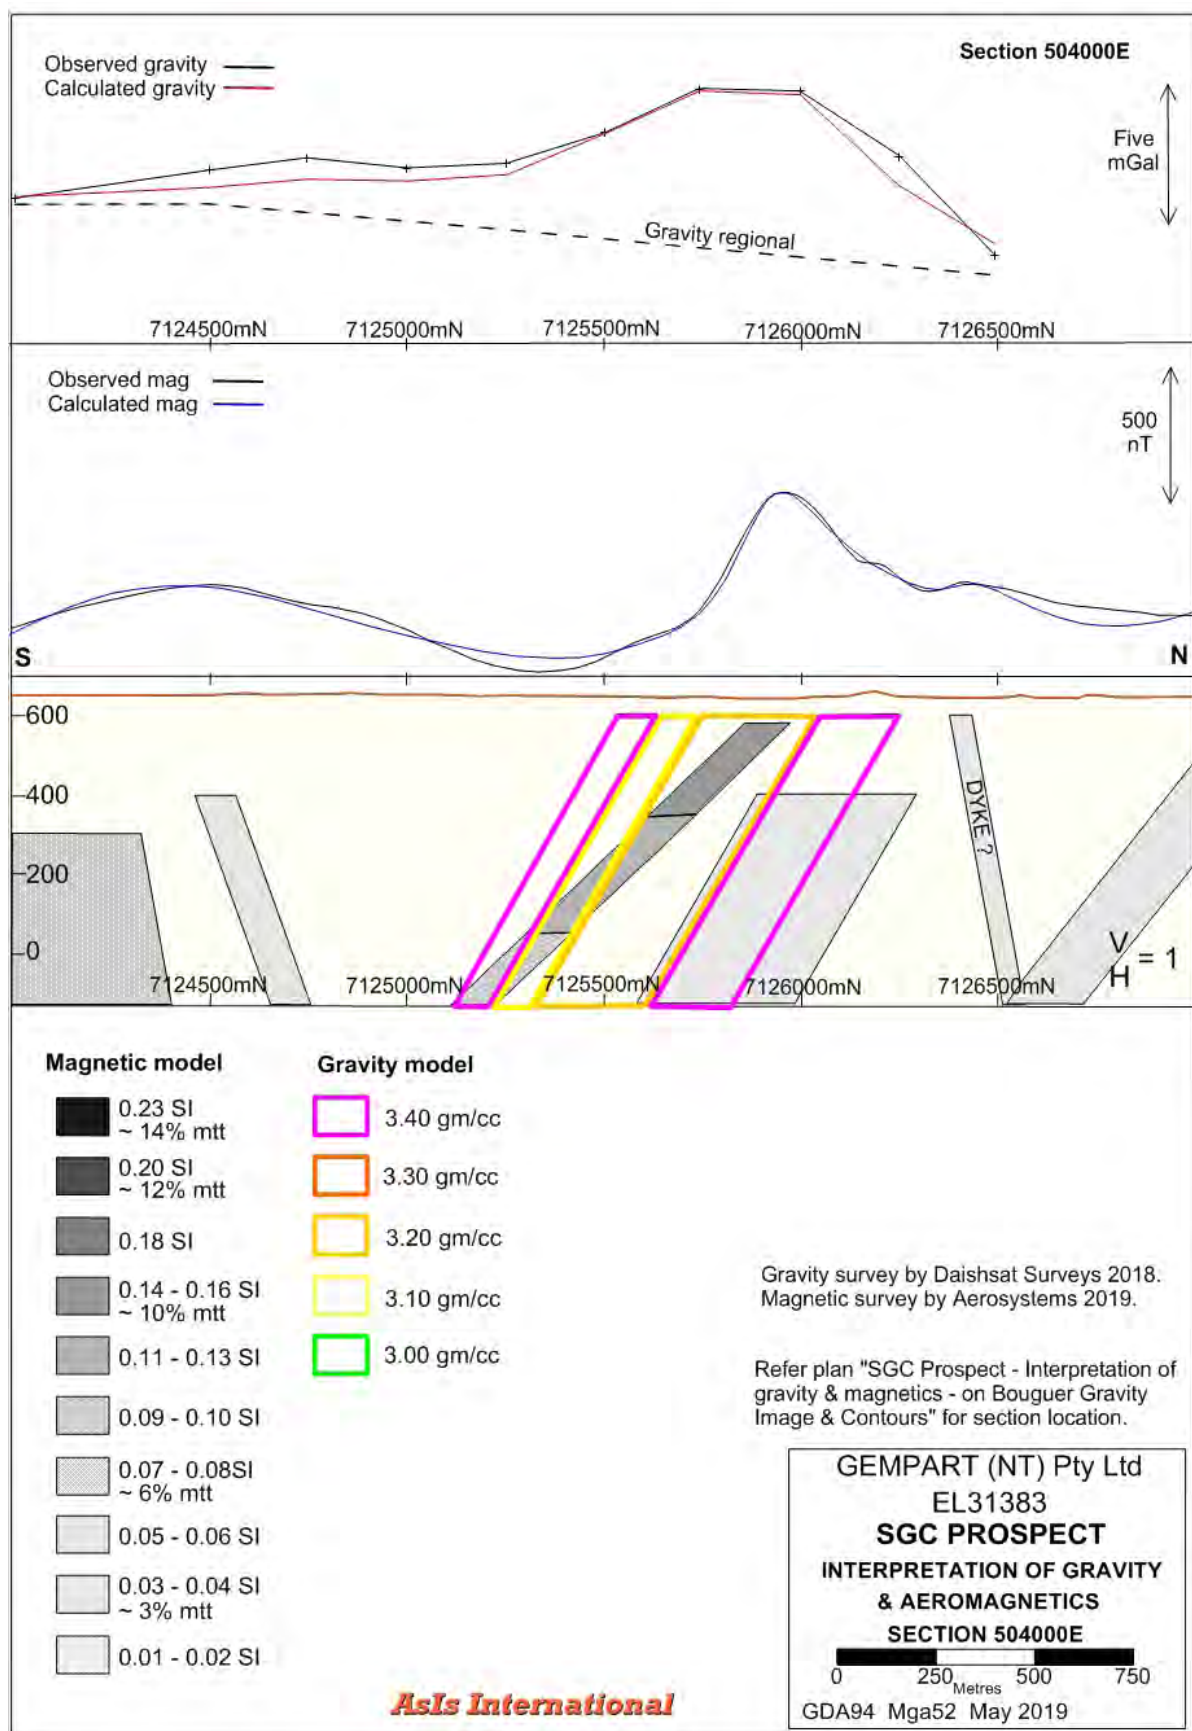 Section 504000E
Observed gravity
Calculated gravity
Five
mGal
Gravity regional
7124500mN 7125000mN 7125500mN 7126000mN 7126500mN
Observed mag
Calculated mag
500
nT
S N
600
400
DYKE ?
200
0
V
H = 1
7124500mN 7125000mN 7125500mN 7126000mN 7126500mN
Magnetic model
0.23 SI
~ 14% mtt
0.20 SI
~ 12% mtt
0.18 SI
0.14 - 0.16 SI
~ 10% mtt
0.11 - 0.13 SI
0.09 - 0.10 SI
0.07 - 0.08SI
~ 6% mtt
0.05 - 0.06 SI
0.03 - 0.04 SI
~ 3% mtt
0.01 - 0.02 SI
Gravity model
3.40 gm/cc
3.30 gm/cc
3.20 gm/cc
3.10 gm/cc
3.00 gm/cc
Gravity survey by Daishsat Surveys 2018.
Magnetic survey by Aerosystems 2019.
Refer plan "SGC Prospect - Interpretation of
gravity & magnetics - on Bouguer Gravity
Image & Contours" for section location.
GEMPART (NT) Pty Ltd
EL31383
SGC PROSPECT
INTERPRETATION OF GRAVITY
& AEROMAGNETICS
SECTION 504000E
0 250 500 750
Metres
GDA94 Mga52 May 2019
AsIs International